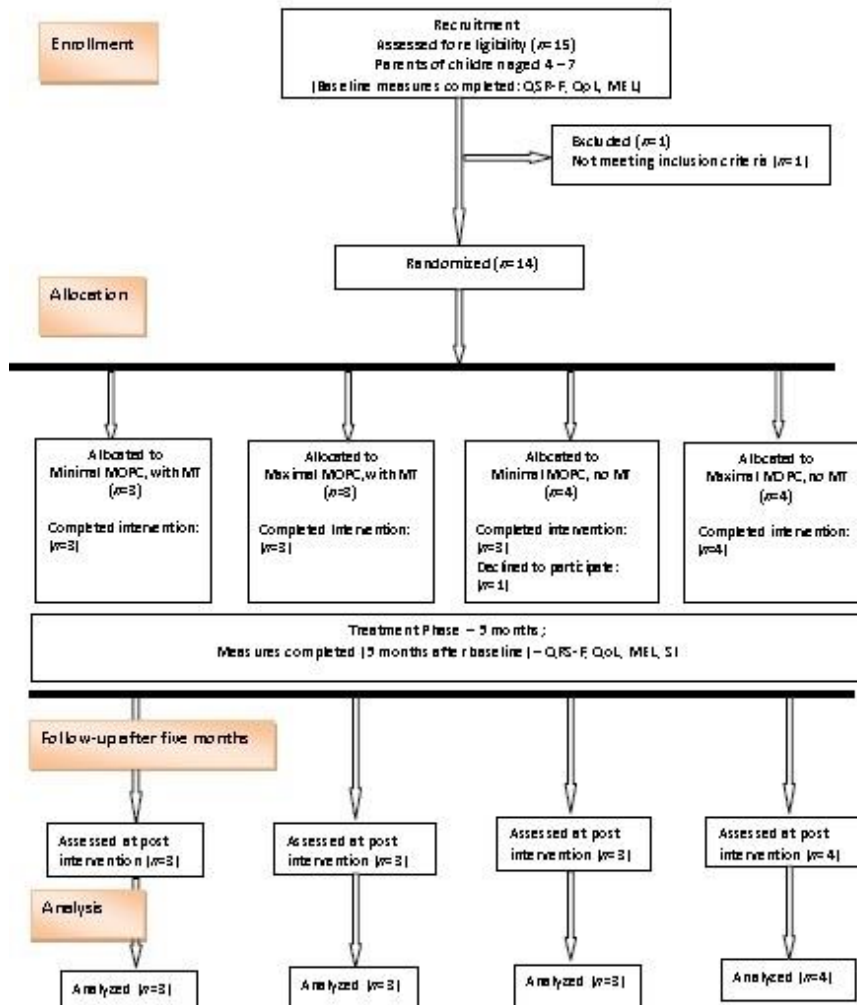 Enrollment
Recruitment
Assessed for eligibility (n=15)
Parents of children aged 4 – 7
(Baseline measures completed: QSR-F, QoL, MEL)
Excluded (n=1)
Not meeting inclusion criteria (n=1)
Randomized (n=14)
Allocation
Allocated to
Minimal MOPC, with MT
(n=3)
Completed intervention:
(n=3)
Allocated to
Maximal MOPC, with MT
(n=3)
Completed intervention:
(n=3)
Allocated to
Minimal MOPC, no MT
(n=4)
Completed intervention:
(n=3)
Declined to participate:
(n=1)
Allocated to
Maximal MOPC, no MT
(n=4)
Completed intervention:
(n=4)
Treatment Phase – 5 months;
Measures completed (5 months after baseline) – QRS-F, QoL, MEL, SI
Follow-up after five months
Assessed at post
intervention (n=3)
Assessed at post
intervention (n=3)
Assessed at post
intervention (n=3)
Assessed at post
intervention (n=4)
Analysis
Analyzed (n=3)
Analyzed (n=3)
Analyzed (n=3)
Analyzed (n=4)